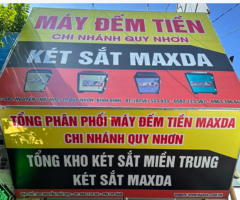 MÁY ĐẾM TIỀN
CHI NHÁNH QUY NHƠN
KÉT SẮT MAXDA
TỔNG PHÂN PHỐI MÁY ĐẾM TIỀN MAXDA
CHI NHÁNH QUY NHƠN
TỔNG KHO KÉT SẮT MIỀN TRUNG
KÉT SẮT MAXDA